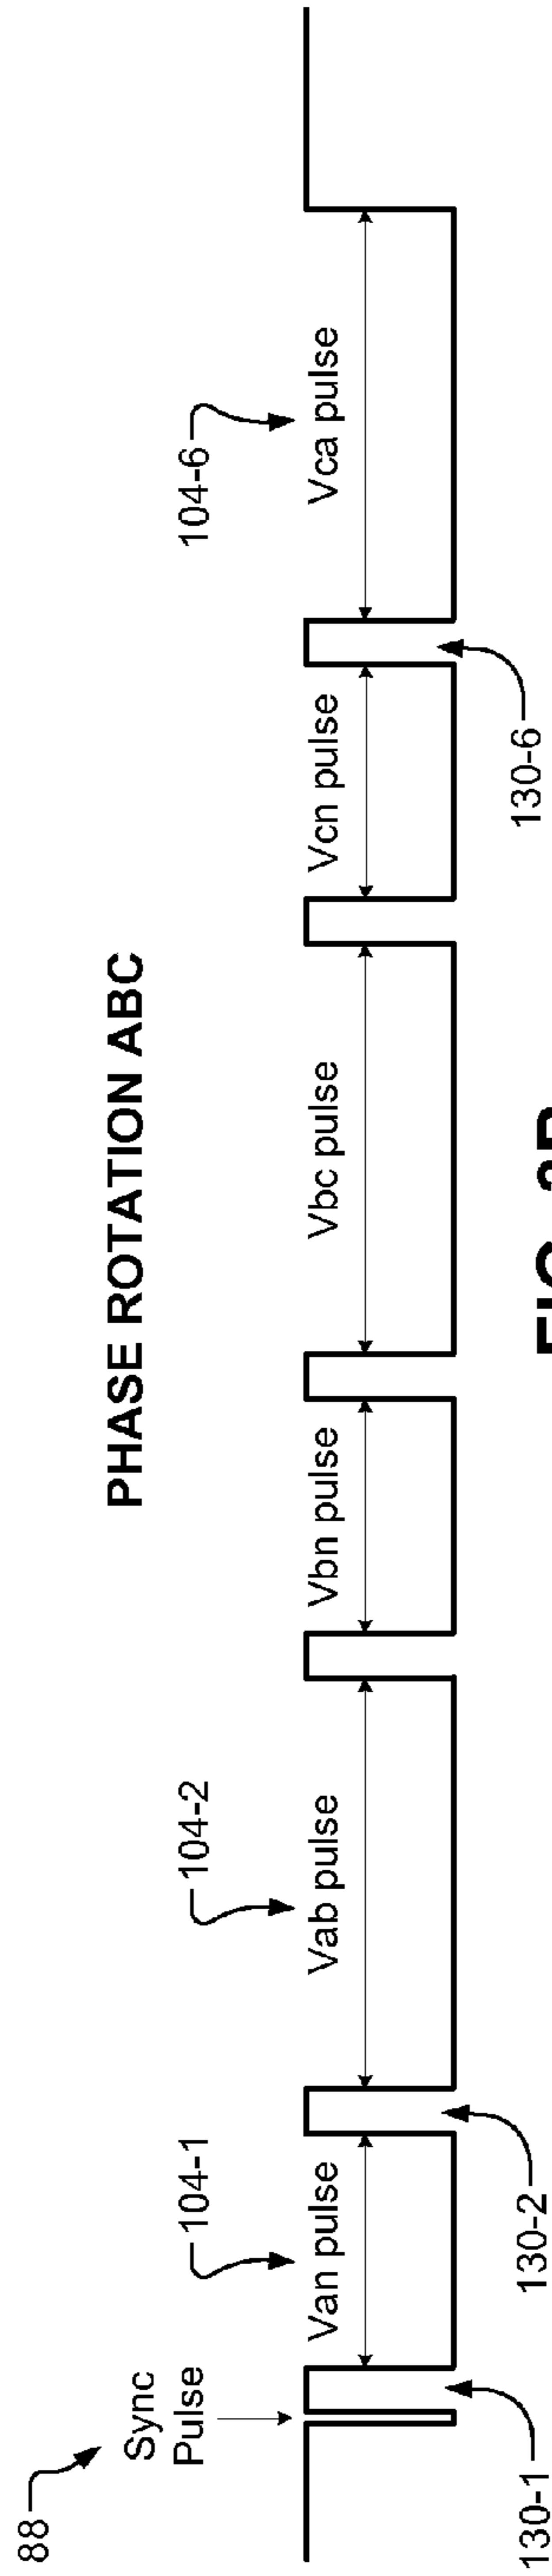 PHASE ROTATION ABC
88
Sync
Pulse
104-1
104-2
104-6
Van pulse
Vab pulse
Vbn pulse
Vbc pulse
Vcn pulse
Vca pulse
130-1
130-2
130-6
FIG